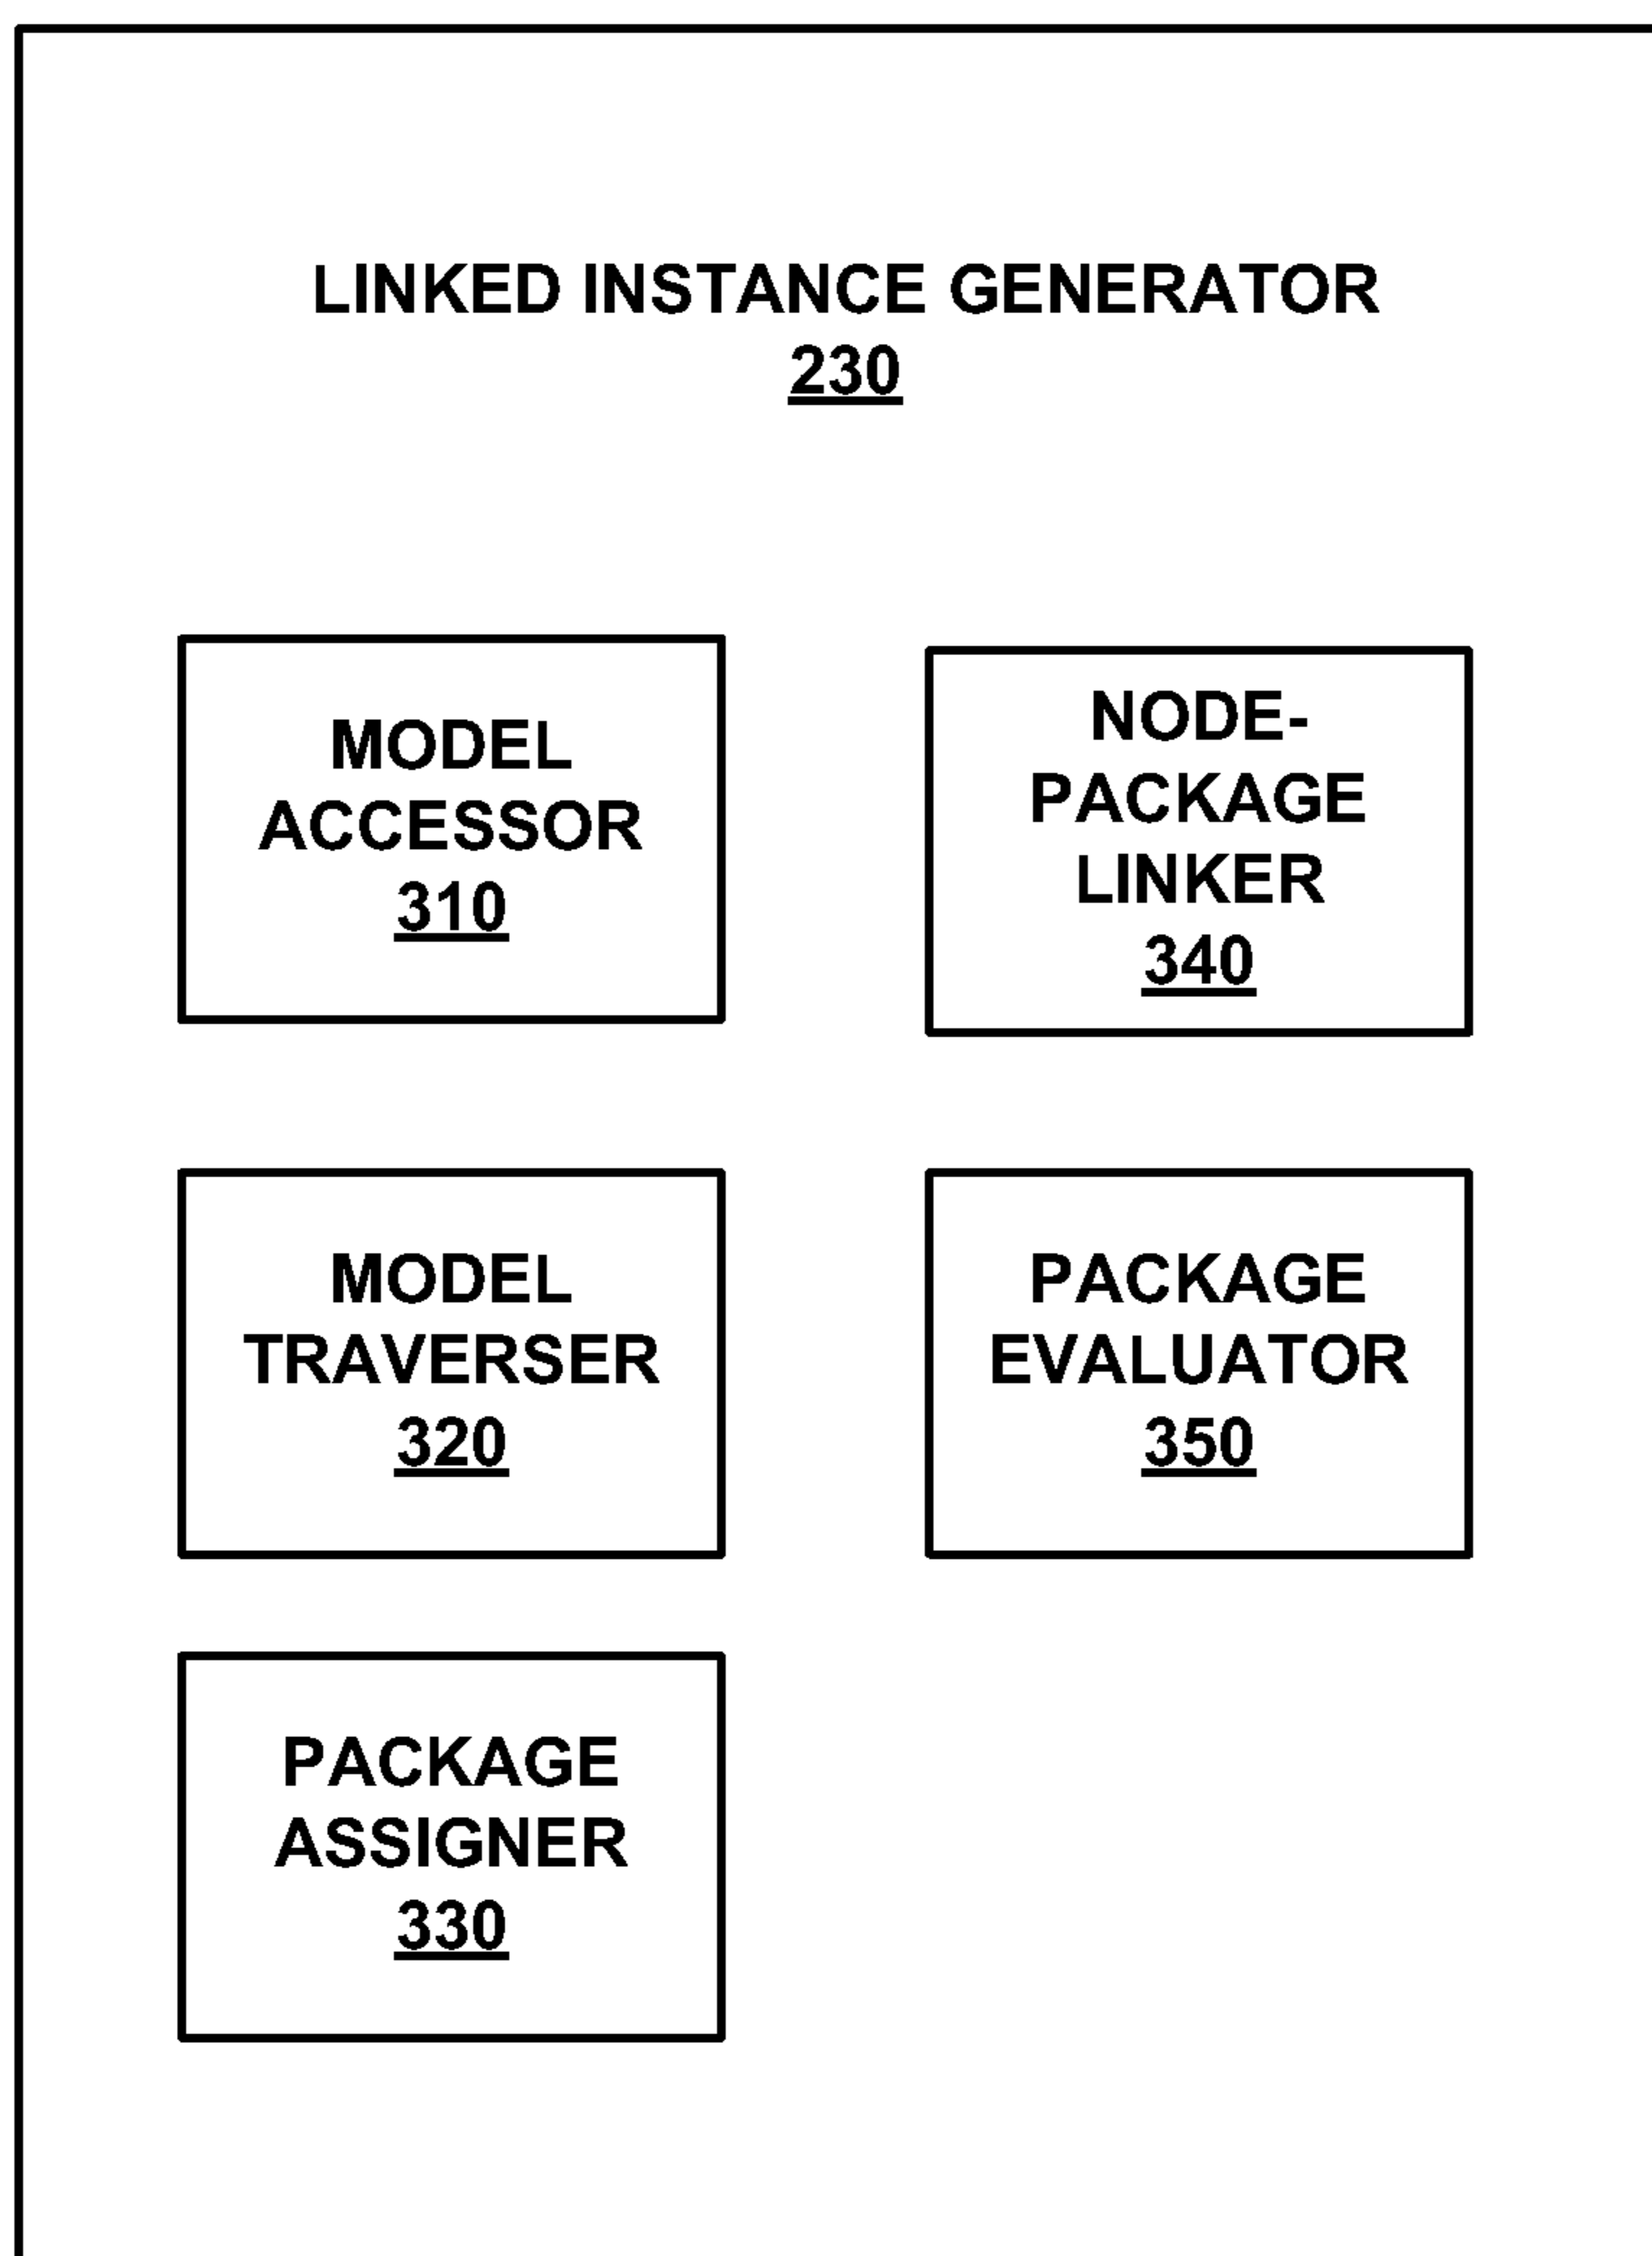 LINKED INSTANCE GENERATOR
230
MODEL
ACCESSOR
310
NODE-
PACKAGE
LINKER
340
MODEL
TRAVERSER
320
PACKAGE
EVALUATOR
350
PACKAGE
ASSIGNER
330